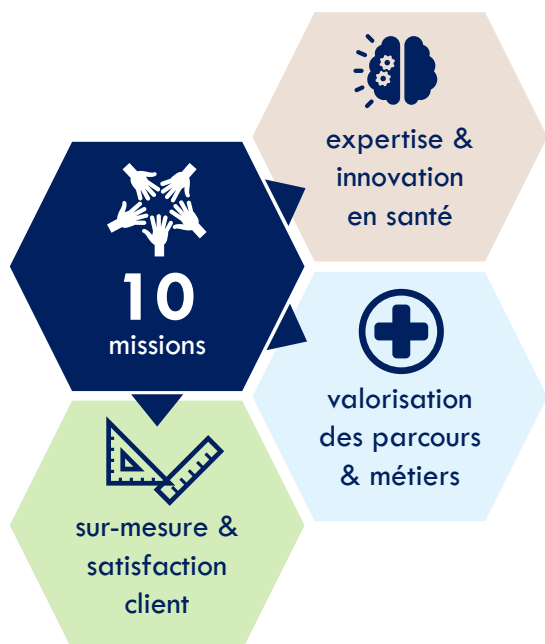 expertise &
innovation
en santé
10
missions
valorisation
des parcours
& métiers
sur-mesure &
satisfaction
client